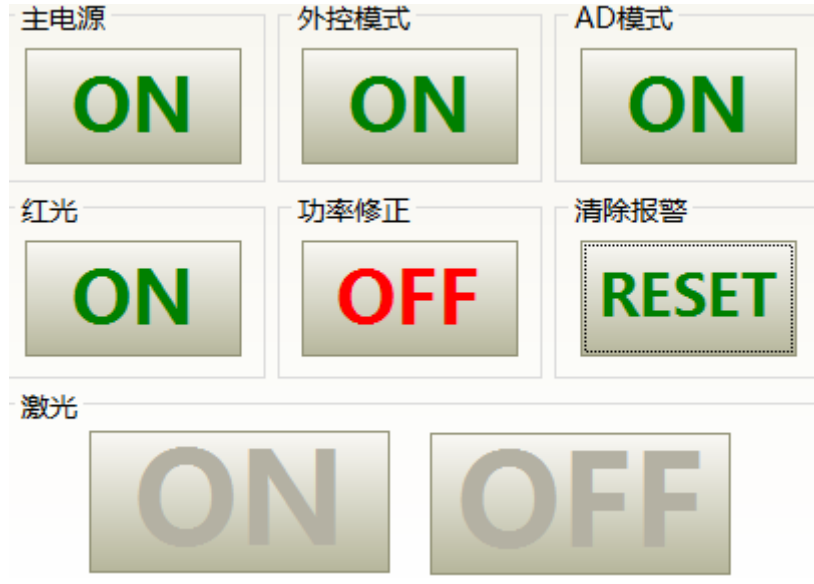 主电源 外控模式 AD模式
ON ON ON
红光 功率修正 清除报警
ON OFF RESET
激光
ON OFF